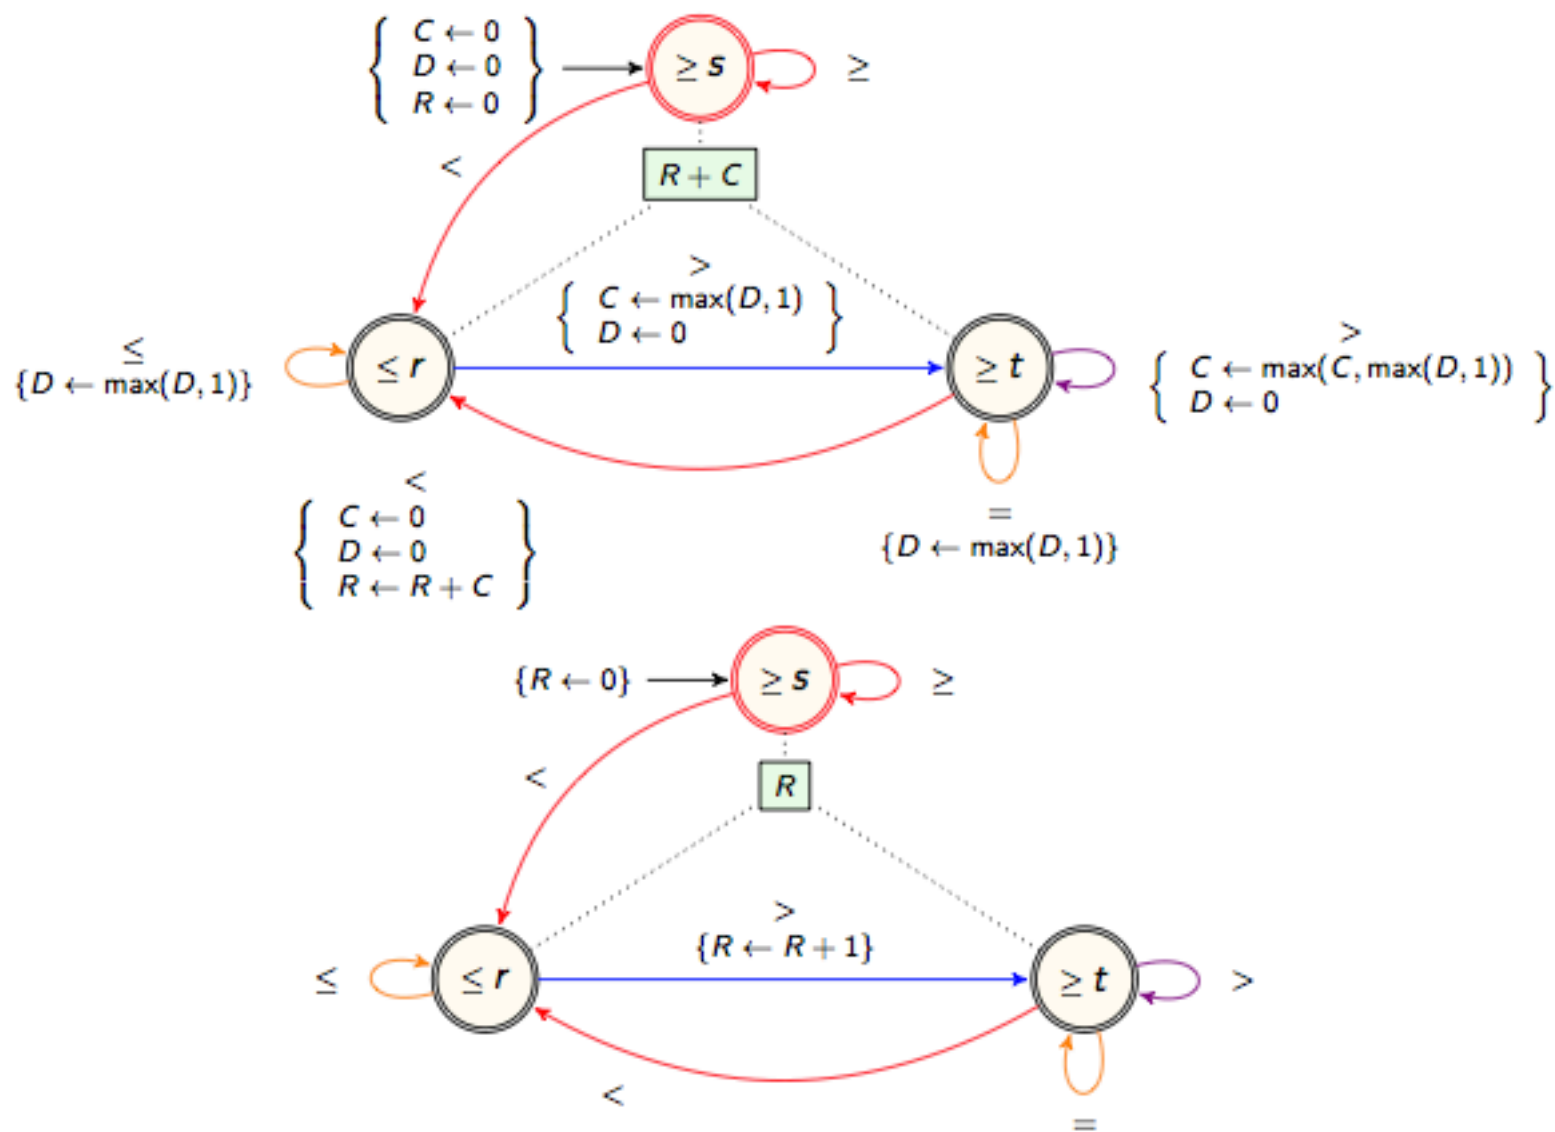 C ← 0
D ← 0
R ← 0
≥ s
≥
<
R + C
>
C ← max(D, 1)
D ← 0
≤
{D ← max(D, 1)}
≤ r
≥ t
>
C ← max(C, max(D, 1))
D ← 0
<
C ← 0
D ← 0
R ← R + C
=
{D ← max(D, 1)}
{R ← 0}
≥ s
≥
<
R
>
{R ← R + 1}
≤
≤ r
≥ t
>
<
=